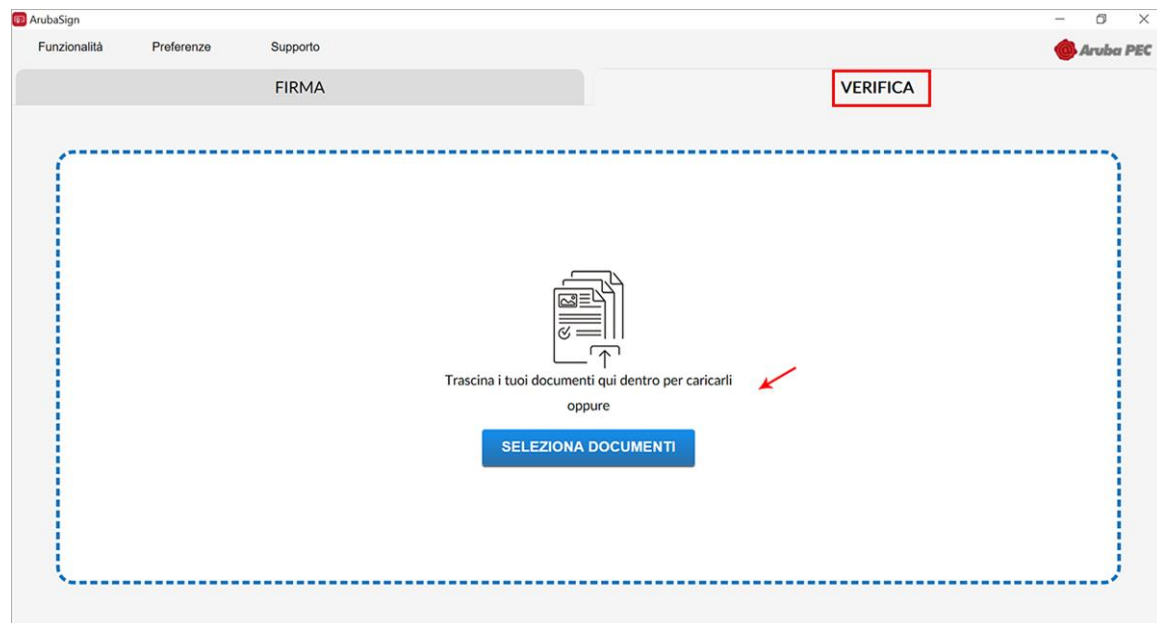 ArubaSign
Funzionalità Preferenze Supporto
Aruba PEC
FIRMA VERIFICA
Trascina i tuoi documenti qui dentro per caricarli
oppure
SELEZIONA DOCUMENTI